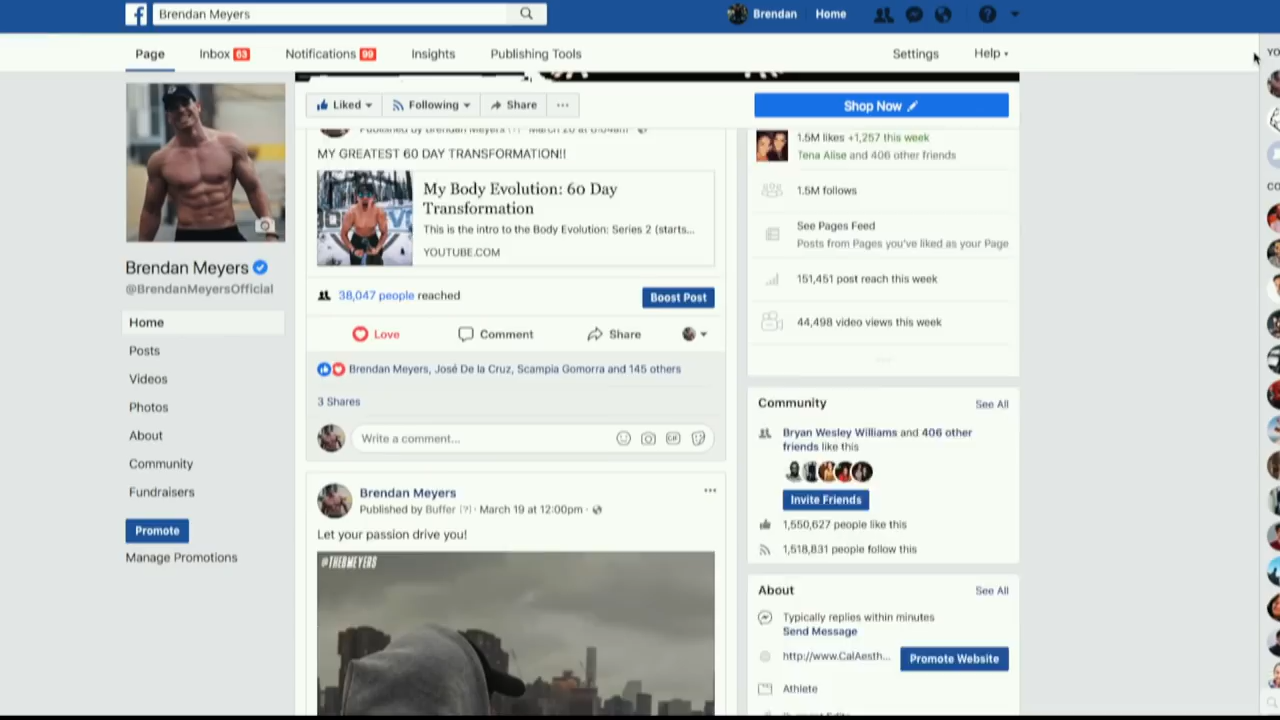 Brendan Meyers
Brendan
Home
Page
Inbox 63
Notifications 99
Insights
Publishing Tools
Settings
Help
YO
Liked
Following
Share
Shop Now
Published by Brendan Meyers [?]
MY GREATEST 60 DAY TRANSFORMATION!!
My Body Evolution: 60 Day
Transformation
This is the intro to the Body Evolution: Series 2 (starts...
YOUTUBE.COM
38,047 people reached
Boost Post
Love
Comment
Share
Brendan Meyers, José De la Cruz, Scampia Gomorra and 145 others
3 Shares
Write a comment...
GIF
Brendan Meyers
Published by Buffer [?] · March 19 at 12:00pm ·
Let your passion drive you!
@THEBMEYERS
Brendan Meyers
@BrendanMeyersOfficial
Home
Posts
Videos
Photos
About
Community
Fundraisers
Promote
Manage Promotions
1.5M likes +1,257 this week
Tena Alise and 406 other friends
1.5M follows
See Pages Feed
Posts from Pages you've liked as your Page
151,451 post reach this week
44,498 video views this week
Community
See All
Bryan Wesley Williams and 406 other
friends like this
Invite Friends
1,550,627 people like this
1,518,831 people follow this
About
See All
Typically replies within minutes
Send Message
http://www.CalAesth...
Promote Website
Athlete
CO